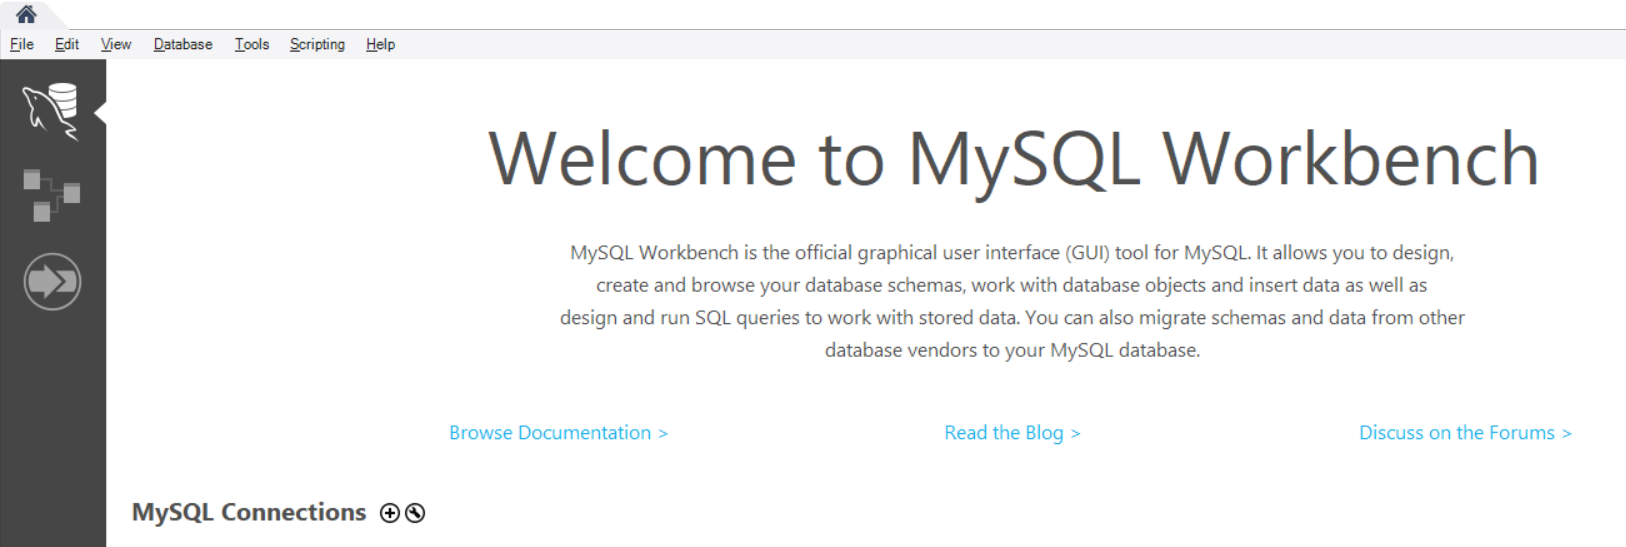 File Edit View Database Tools Scripting Help
Welcome to MySQL Workbench
MySQL Workbench is the official graphical user interface (GUI) tool for MySQL. It allows you to design,
create and browse your database schemas, work with database objects and insert data as well as
design and run SQL queries to work with stored data. You can also migrate schemas and data from other
database vendors to your MySQL database.
Browse Documentation > Read the Blog > Discuss on the Forums >
MySQL Connections